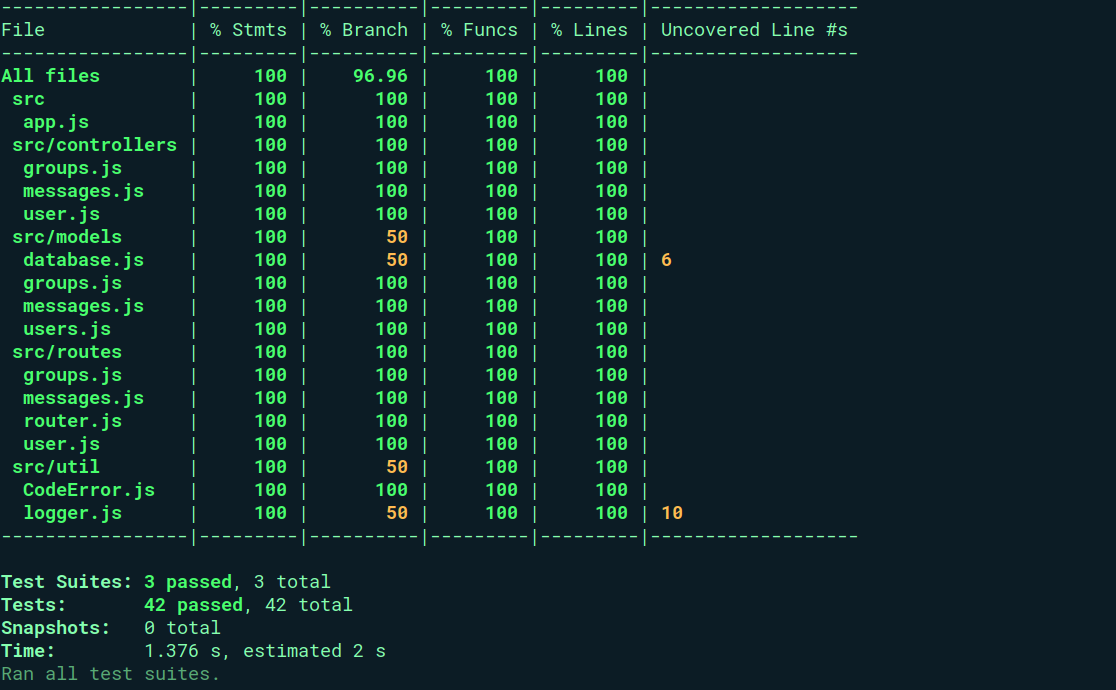 -----------------|---------|----------|---------|---------|-------------------
File             | % Stmts | % Branch | % Funcs | % Lines | Uncovered Line #s
-----------------|---------|----------|---------|---------|-------------------
All files        |     100 |    96.96 |     100 |     100 |
 src             |     100 |      100 |     100 |     100 |
  app.js         |     100 |      100 |     100 |     100 |
 src/controllers |     100 |      100 |     100 |     100 |
  groups.js      |     100 |      100 |     100 |     100 |
  messages.js    |     100 |      100 |     100 |     100 |
  user.js        |     100 |      100 |     100 |     100 |
 src/models      |     100 |       50 |     100 |     100 |
  database.js    |     100 |       50 |     100 |     100 | 6
  groups.js      |     100 |      100 |     100 |     100 |
  messages.js    |     100 |      100 |     100 |     100 |
  users.js       |     100 |      100 |     100 |     100 |
 src/routes      |     100 |      100 |     100 |     100 |
  groups.js      |     100 |      100 |     100 |     100 |
  messages.js    |     100 |      100 |     100 |     100 |
  router.js      |     100 |      100 |     100 |     100 |
  user.js        |     100 |      100 |     100 |     100 |
 src/util        |     100 |       50 |     100 |     100 |
  CodeError.js   |     100 |      100 |     100 |     100 |
  logger.js      |     100 |       50 |     100 |     100 | 10
-----------------|---------|----------|---------|---------|-------------------
Test Suites: 3 passed, 3 total
Tests:       42 passed, 42 total
Snapshots:   0 total
Time:        1.376 s, estimated 2 s
Ran all test suites.